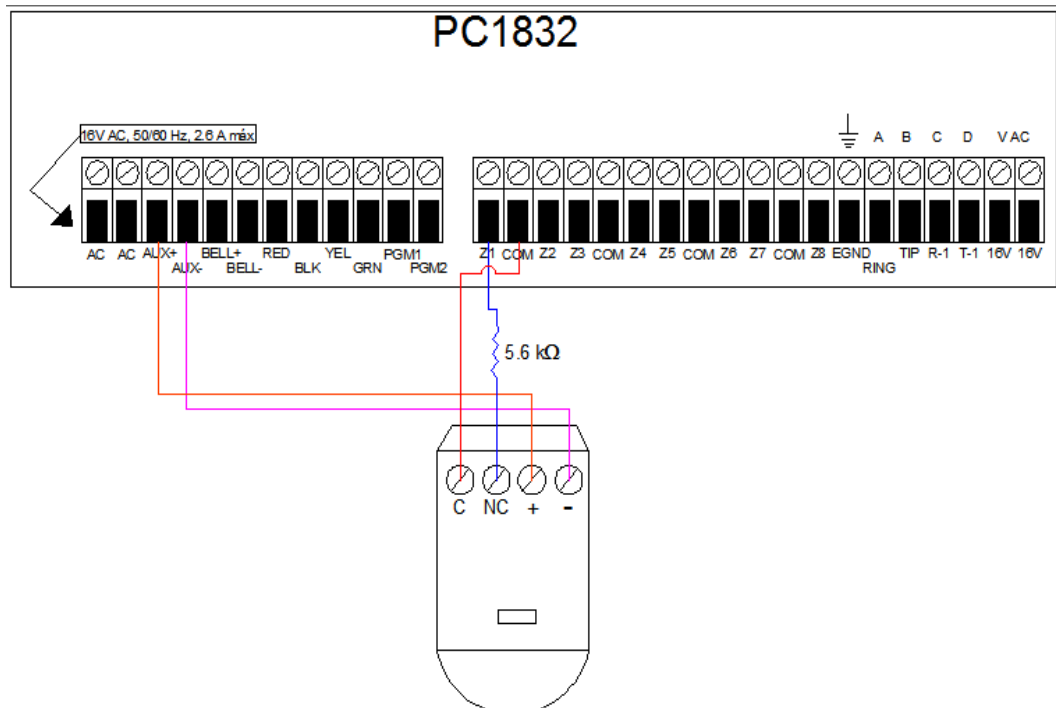 PC1832
16V AC, 50/60 Hz, 2.6 A máx
A B C D V AC
AC AC AUX+ AUX- BELL+ BELL- RED BLK YEL GRN PGM1 PGM2
Z1 COM Z2 Z3 COM Z4 Z5 COM Z6 Z7 COM Z8 EGND RING TIP R-1 T-1 16V 16V
5.6 kΩ
C NC + -